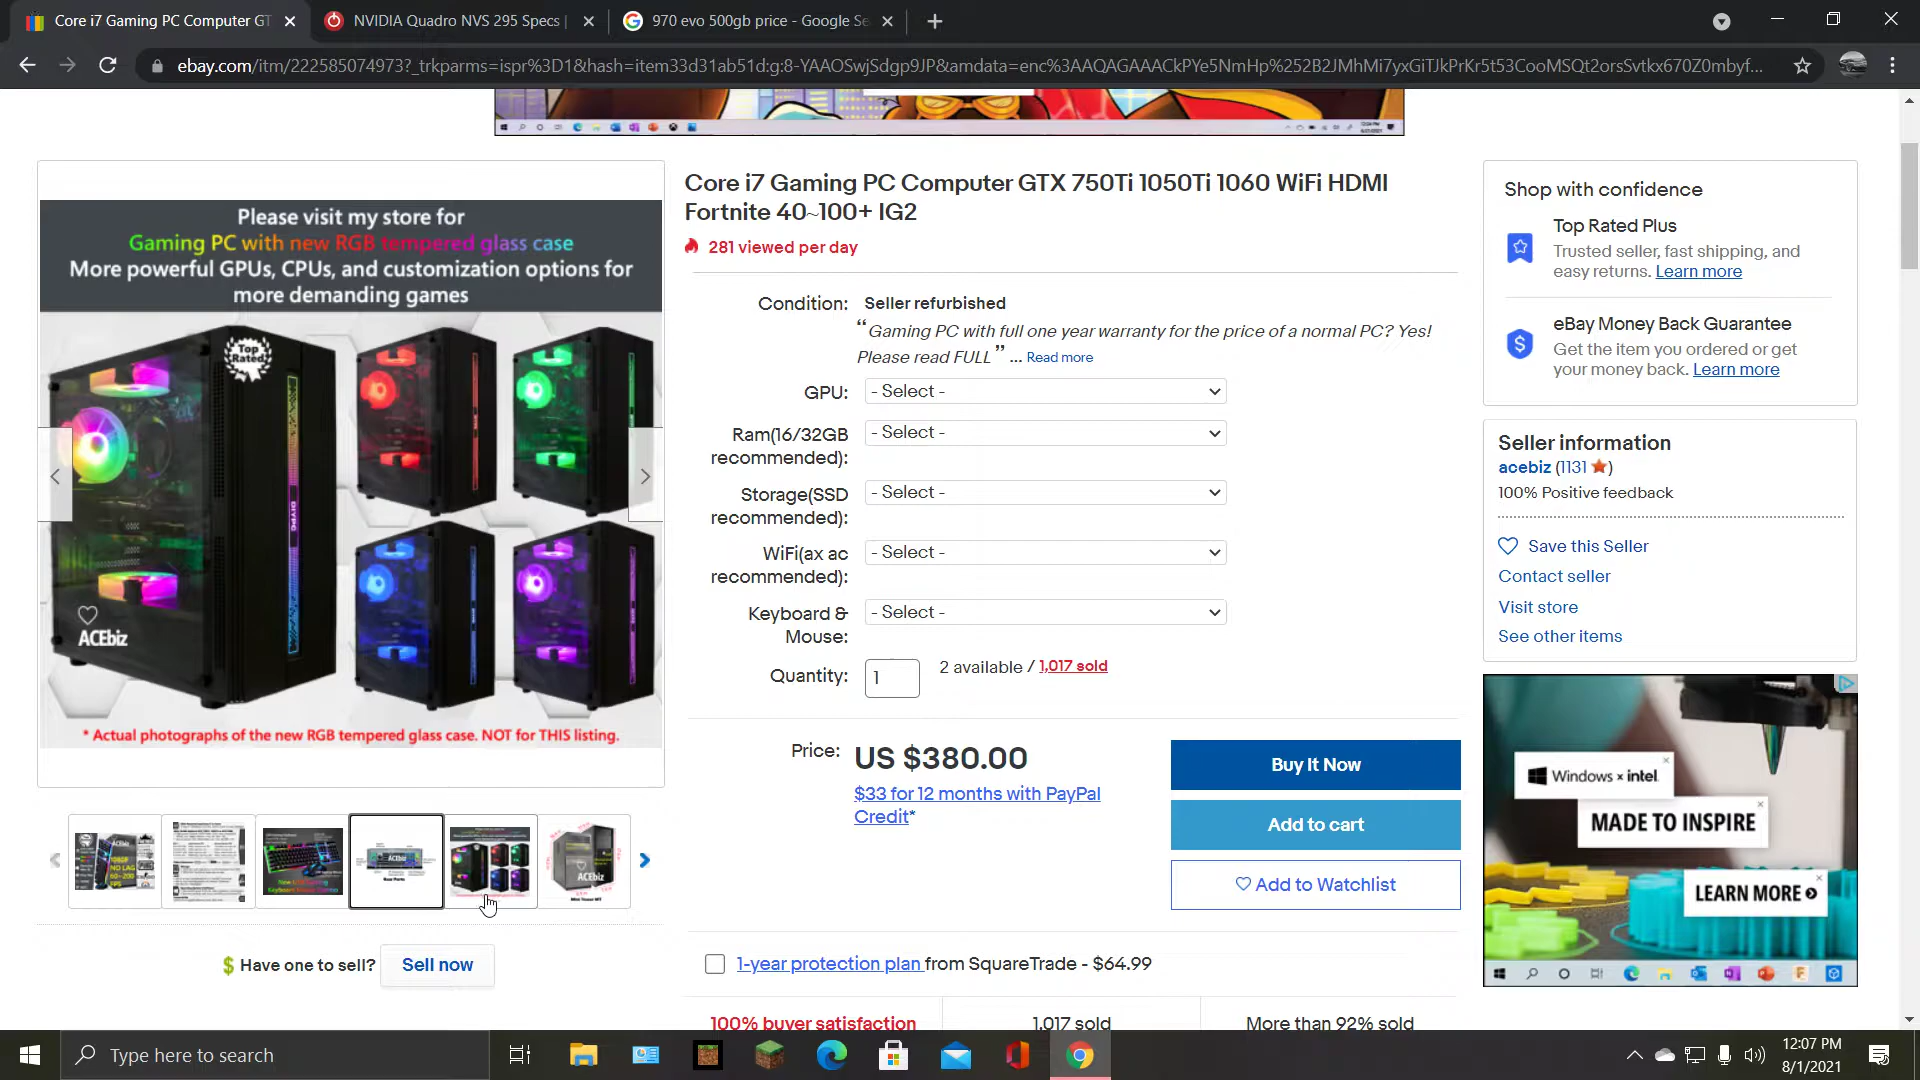 Core i7 Gaming PC Computer GT
NVIDIA Quadro NVS 295 Specs |
970 evo 500gb price - Google Se
ebay.com/itm/222585074973?_trkparms=ispr%3D1&hash=item33d31ab51d:g:8-YAAOSwjSdgp9JP&amdata=enc%3AAQAGAAACkPYe5NmHp%252B2JMhMi7yxGiTJkPrKr5t53CooMSQt2orsSvtkx670Z0mbyf...
Please visit my store for
Gaming PC with new RGB tempered glass case
More powerful GPUs, CPUs, and customization options for
more demanding games
Top
Rated
DIYPC
ACEbiz
* Actual photographs of the new RGB tempered glass case. NOT for THIS listing.
ACEbiz
ACEbiz
Rear Ports
ACEbiz
Mini Tower MT
$ Have one to sell? Sell now
Core i7 Gaming PC Computer GTX 750Ti 1050Ti 1060 WiFi HDMI
Fortnite 40~100+ IG2
281 viewed per day
Condition: Seller refurbished
“Gaming PC with full one year warranty for the price of a normal PC? Yes!
Please read FULL” ... Read more
GPU: - Select -
Ram(16/32GB
recommended): - Select -
Storage(SSD
recommended): - Select -
WiFi(ax ac
recommended): - Select -
Keyboard &
Mouse: - Select -
Quantity: 1 2 available / 1,017 sold
Price: US $380.00
$33 for 12 months with PayPal
Credit*
Buy It Now
Add to cart
Add to Watchlist
1-year protection plan from SquareTrade - $64.99
100% buyer satisfaction 1,017 sold More than 92% sold
Shop with confidence
Top Rated Plus
Trusted seller, fast shipping, and
easy returns. Learn more
eBay Money Back Guarantee
Get the item you ordered or get
your money back. Learn more
Seller information
acebiz (1131)
100% Positive feedback
Save this Seller
Contact seller
Visit store
See other items
Windows × intel.
MADE TO INSPIRE
LEARN MORE
Type here to search
12:07 PM
8/1/2021